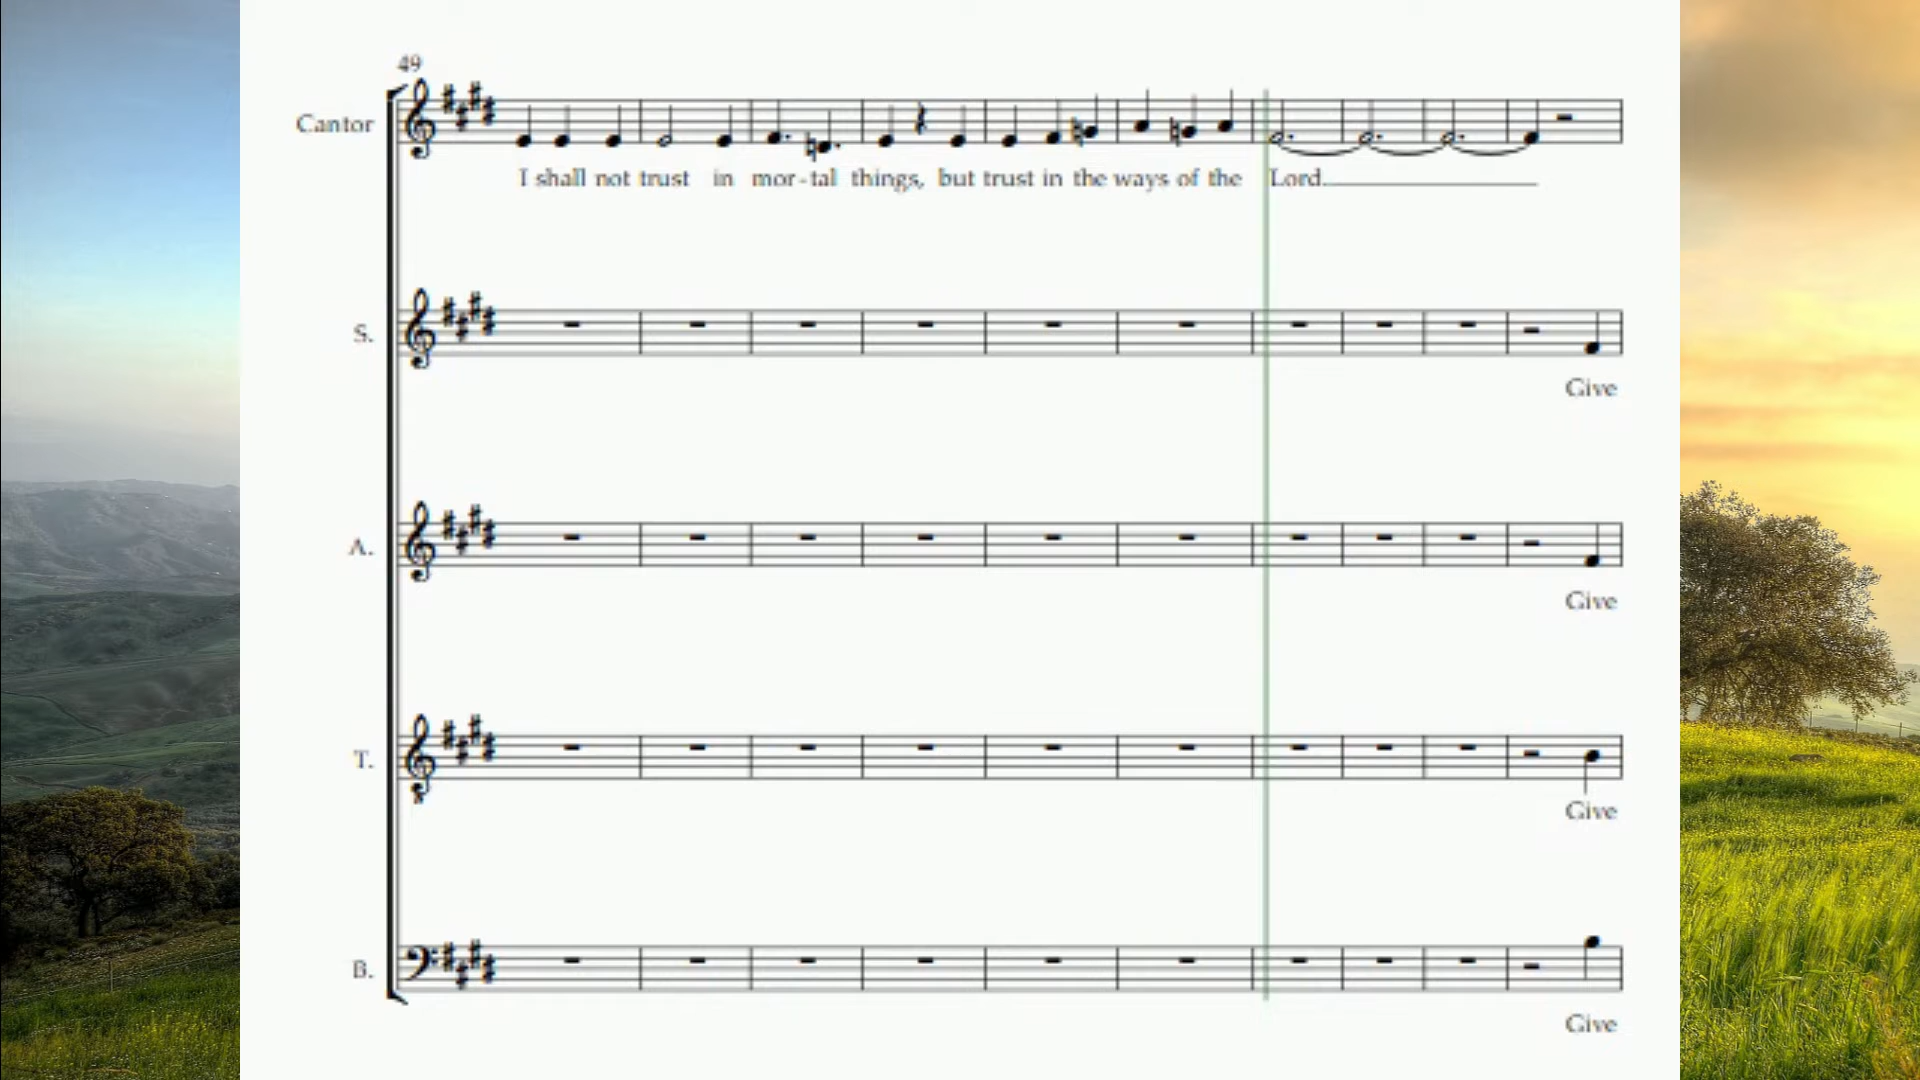 49
Cantor
I shall not trust in mor-tal things, but trust in the ways of the Lord.
S.
Give
A.
Give
T.
Give
B.
Give